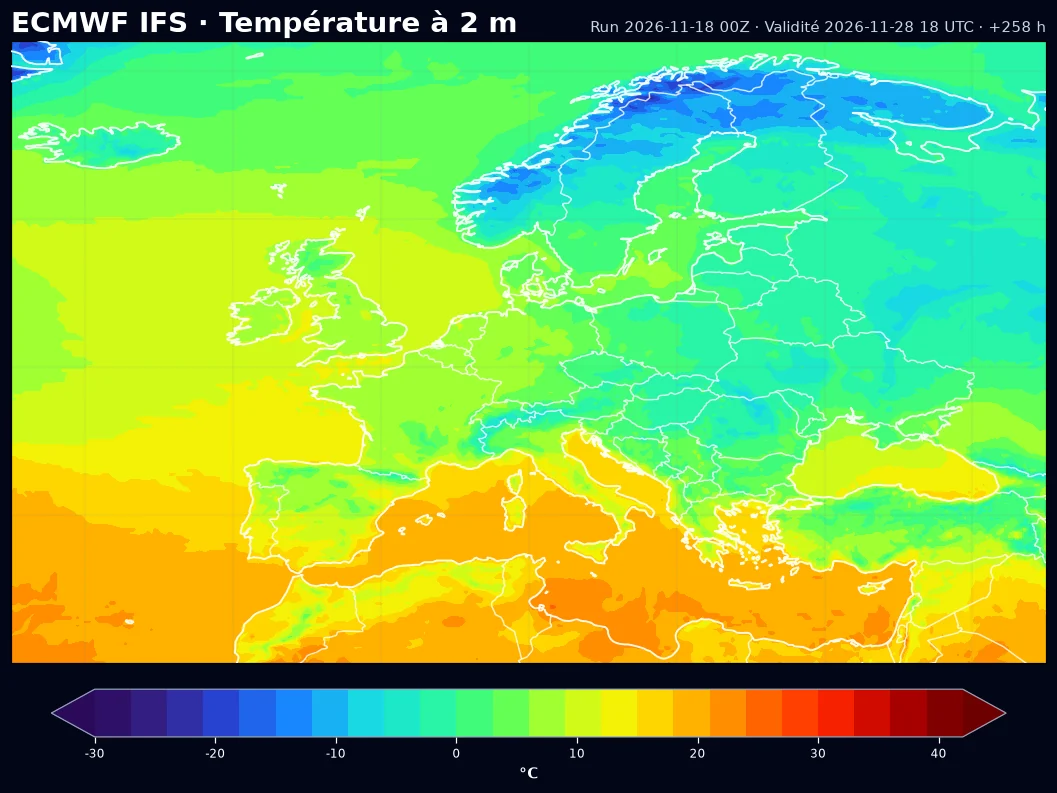 ECMWF IFS · Température à 2 m
Run 2026-11-18 00Z · Validité 2026-11-28 18 UTC · +258 h
-30 -20 -10 0 10 20 30 40
°C